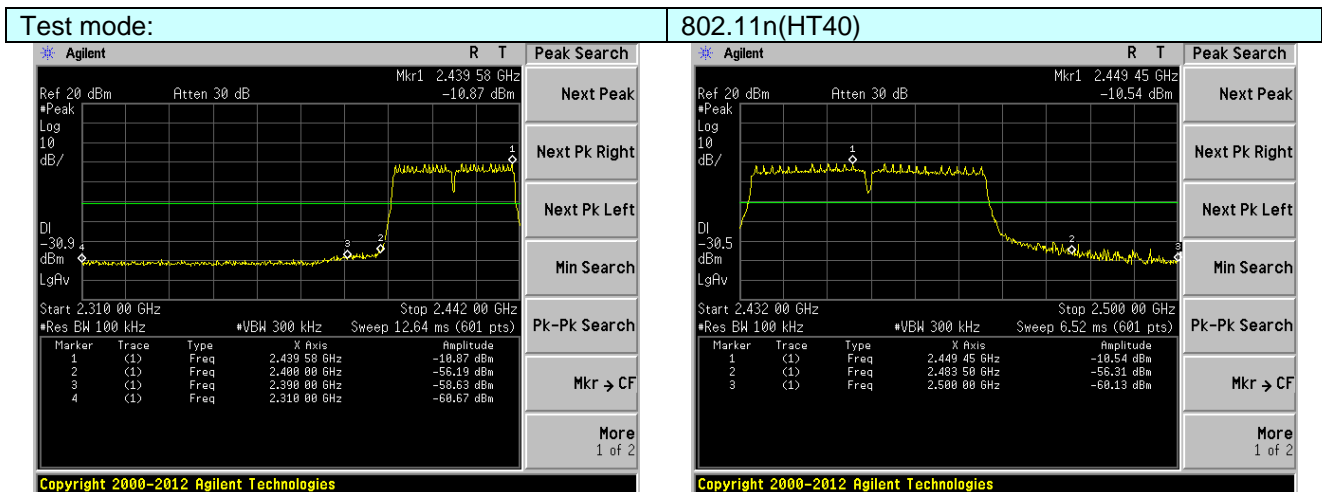 Test mode: 802.11n(HT40)
Agilent R T Peak Search
Mkr1 2.439 58 GHz
Ref 20 dBm Atten 30 dB -10.87 dBm
#Peak
Log
10
dB/
1
3
2
4
DI
-30.9
dBm
LgAv
Start 2.310 00 GHz Stop 2.442 00 GHz
#Res BW 100 kHz #VBW 300 kHz Sweep 12.64 ms (601 pts)
Marker Trace Type X Axis Amplitude
1 (1) Freq 2.439 58 GHz -10.87 dBm
2 (1) Freq 2.400 00 GHz -56.19 dBm
3 (1) Freq 2.390 00 GHz -58.63 dBm
4 (1) Freq 2.310 00 GHz -60.67 dBm
Next Peak
Next Pk Right
Next Pk Left
Min Search
Pk-Pk Search
Mkr → CF
More
1 of 2
Copyright 2000-2012 Agilent Technologies
Agilent R T Peak Search
Mkr1 2.449 45 GHz
Ref 20 dBm Atten 30 dB -10.54 dBm
#Peak
Log
10
dB/
1
2
3
DI
-30.5
dBm
LgAv
Start 2.432 00 GHz Stop 2.500 00 GHz
#Res BW 100 kHz #VBW 300 kHz Sweep 6.52 ms (601 pts)
Marker Trace Type X Axis Amplitude
1 (1) Freq 2.449 45 GHz -10.54 dBm
2 (1) Freq 2.483 50 GHz -56.31 dBm
3 (1) Freq 2.500 00 GHz -60.13 dBm
Next Peak
Next Pk Right
Next Pk Left
Min Search
Pk-Pk Search
Mkr → CF
More
1 of 2
Copyright 2000-2012 Agilent Technologies